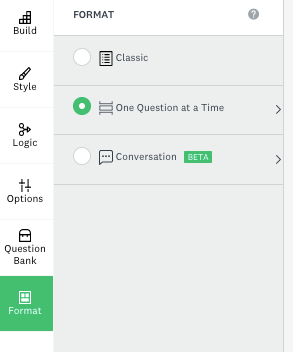 Build
Style
Logic
Options
Question
Bank
Format
FORMAT
?
Classic
One Question at a Time
Conversation BETA